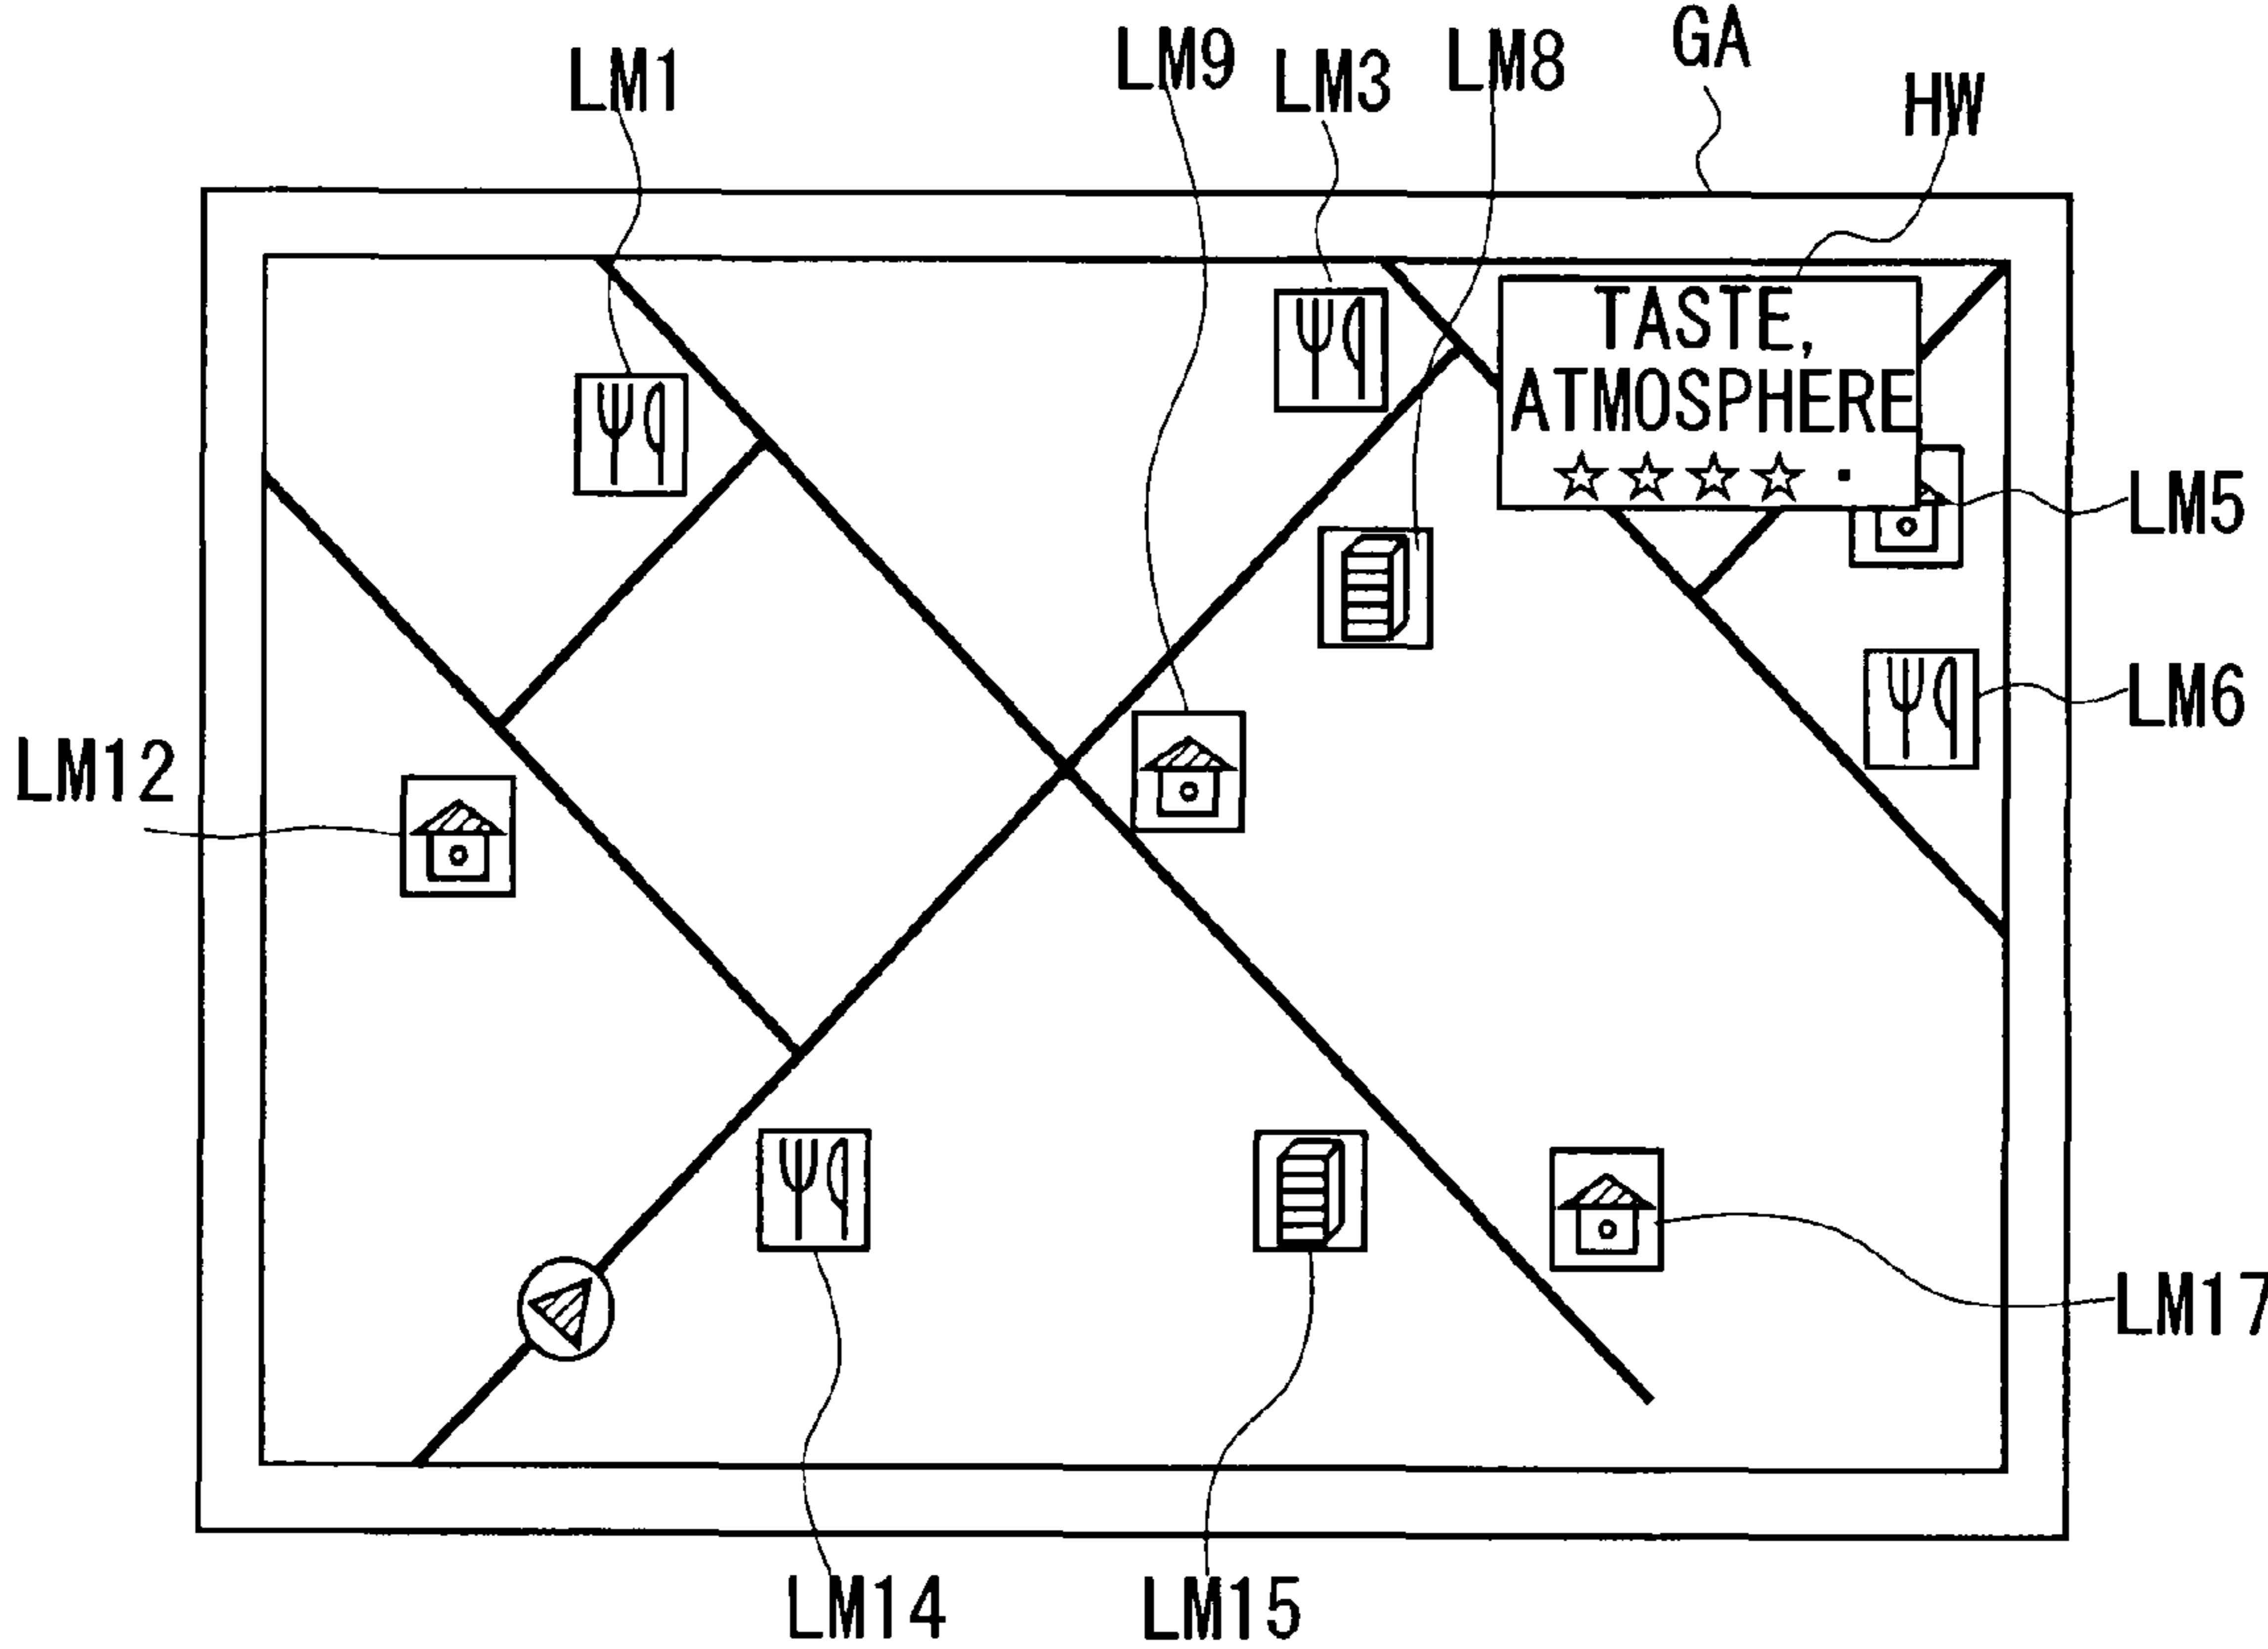 LM1
LM9
LM3
LM8
GA
HW
TASTE,
ATMOSPHERE
☆☆☆☆・
LM5
LM6
LM12
LM17
LM14
LM15